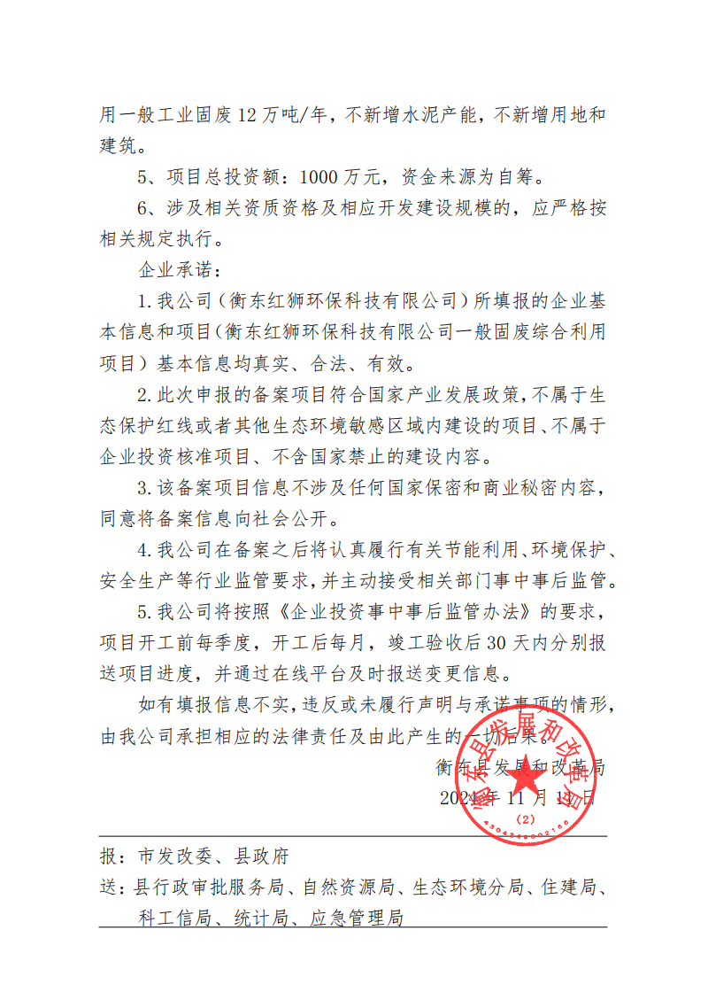 用一般工业固废12万吨/年，不新增水泥产能，不新增用地和
建筑。
5、项目总投资额：1000万元，资金来源为自筹。
6、涉及相关资质资格及相应开发建设规模的，应严格按
相关规定执行。
企业承诺：
1.我公司（衡东红狮环保科技有限公司）所填报的企业基
本信息和项目（衡东红狮环保科技有限公司一般固废综合利用
项目）基本信息均真实、合法、有效。
2.此次申报的备案项目符合国家产业发展政策，不属于生
态保护红线或者其他生态环境敏感区域内建设的项目、不属于
企业投资核准项目、不含国家禁止的建设内容。
3.该备案项目信息不涉及任何国家保密和商业秘密内容，
同意将备案信息向社会公开。
4.我公司在备案之后将认真履行有关节能利用、环境保护、
安全生产等行业监管要求，并主动接受相关部门事中事后监管。
5.我公司将按照《企业投资事中事后监管办法》的要求，
项目开工前每季度，开工后每月，竣工验收后30天内分别报
送项目进度，并通过在线平台及时报送变更信息。
如有填报信息不实，违反或未履行声明与承诺事项的情形，
由我公司承担相应的法律责任及由此产生的一切后果。
衡东县发展和改革局
年11月11日
衡东县发展和改革局
（2）
报：市发改委、县政府
送：县行政审批服务局、自然资源局、生态环境分局、住建局、
科工信局、统计局、应急管理局